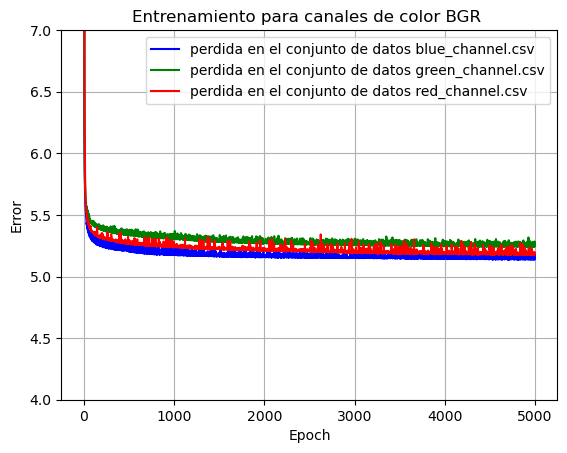 Entrenamiento para canales de color BGR
perdida en el conjunto de datos blue_channel.csv
perdida en el conjunto de datos green_channel.csv
perdida en el conjunto de datos red_channel.csv
Error
7.0
6.5
6.0
5.5
5.0
4.5
4.0
0 1000 2000 3000 4000 5000
Epoch